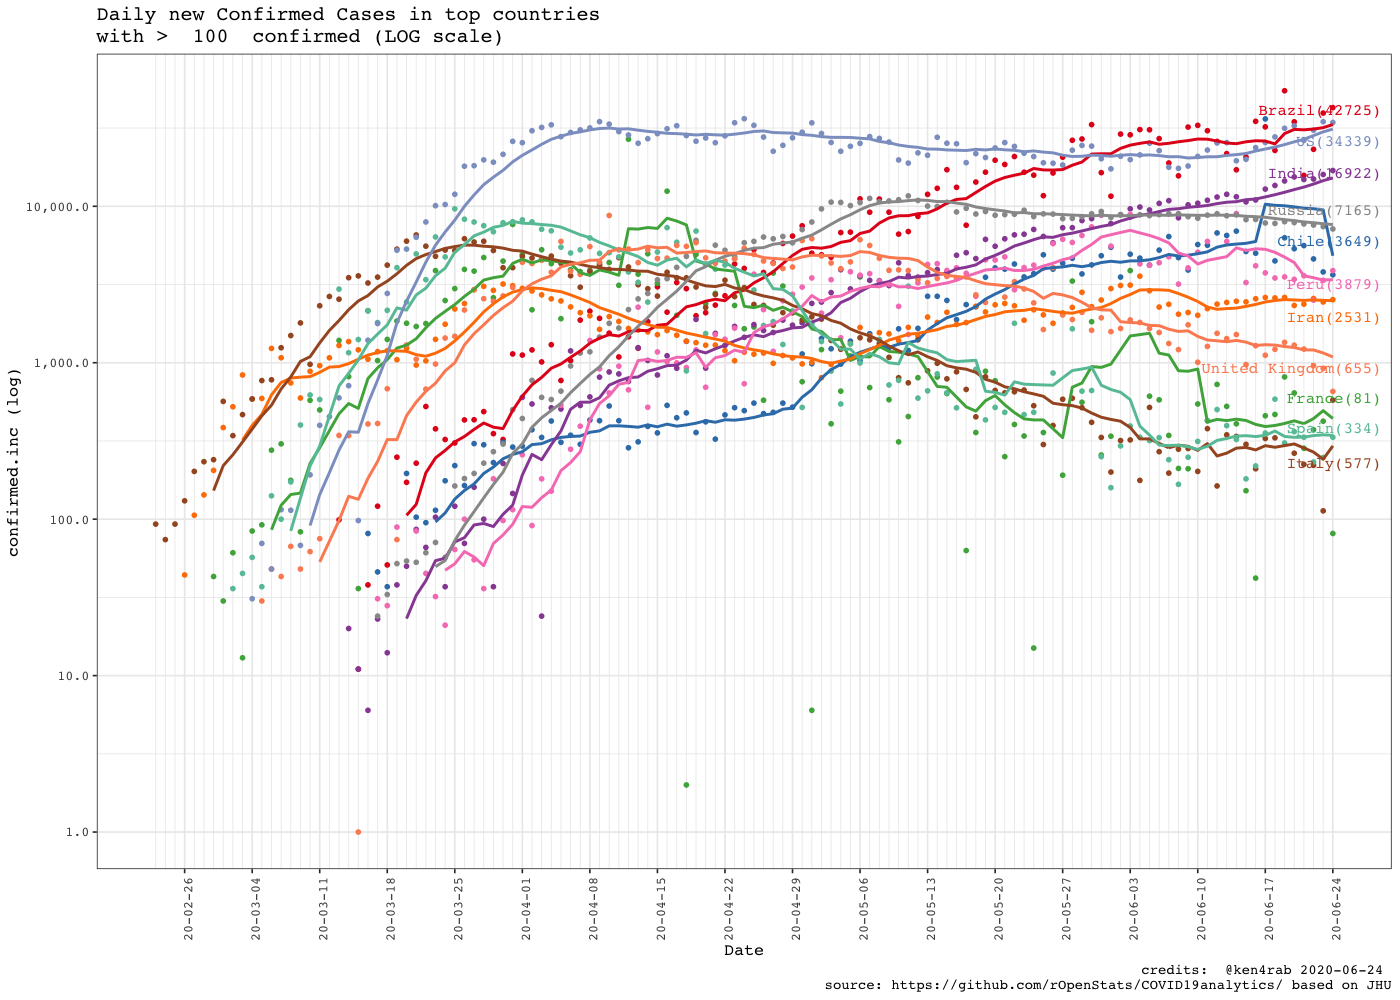 Daily new Confirmed Cases in top countries
with >  100  confirmed (LOG scale)
confirmed.inc (log)
10,000.0
1,000.0
100.0
10.0
1.0
Brazil(42725)
US(34339)
India(16922)
Russia(7165)
Chile(3649)
Peru(3879)
Iran(2531)
United Kingdom(655)
France(81)
Spain(334)
Italy(577)
20-02-26
20-03-04
20-03-11
20-03-18
20-03-25
20-04-01
20-04-08
20-04-15
20-04-22
20-04-29
20-05-06
20-05-13
20-05-20
20-05-27
20-06-03
20-06-10
20-06-17
20-06-24
Date
credits:  @ken4rab 2020-06-24
source: https://github.com/rOpenStats/COVID19analytics/ based on JHU